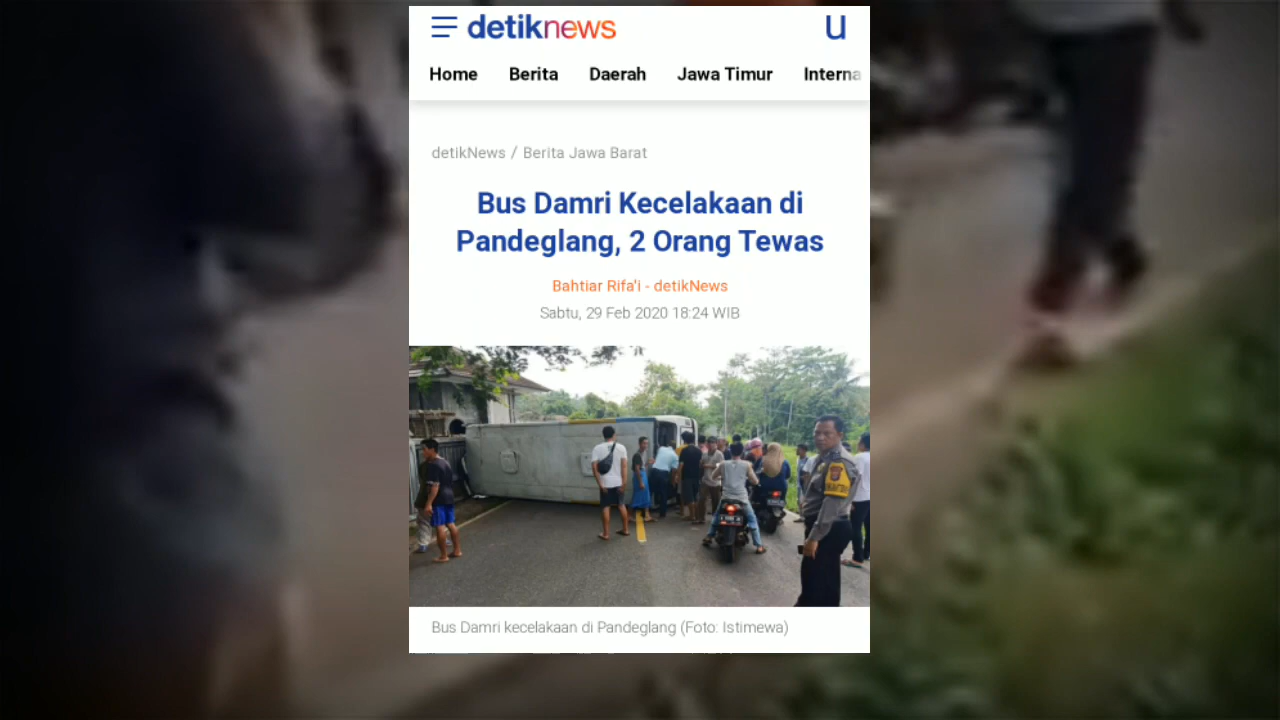 detiknews
u
Home Berita Daerah Jawa Timur Interna
detikNews / Berita Jawa Barat
Bus Damri Kecelakaan di
Pandeglang, 2 Orang Tewas
Bahtiar Rifa'i - detikNews
Sabtu, 29 Feb 2020 18:24 WIB
Bus Damri kecelakaan di Pandeglang (Foto: Istimewa)